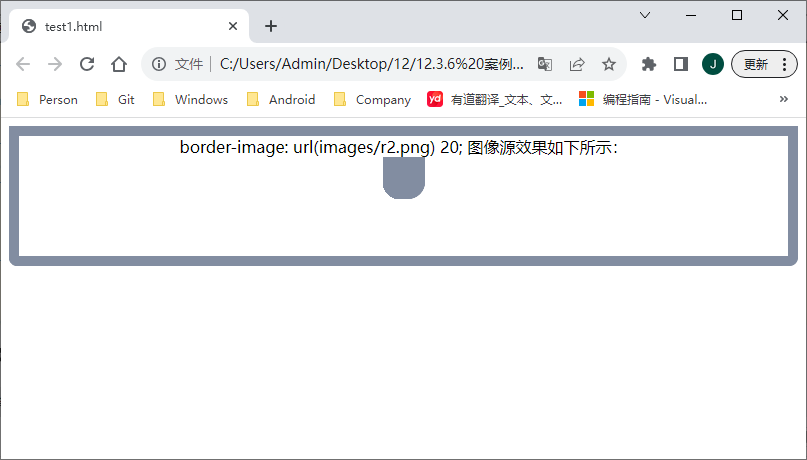 test1.html
文件 | C:/Users/Admin/Desktop/12/12.3.6%20案例... J 更新
Person Git Windows Android Company yd 有道翻译_文本、文... 编程指南 - Visual... »
border-image: url(images/r2.png) 20; 图像源效果如下所示：